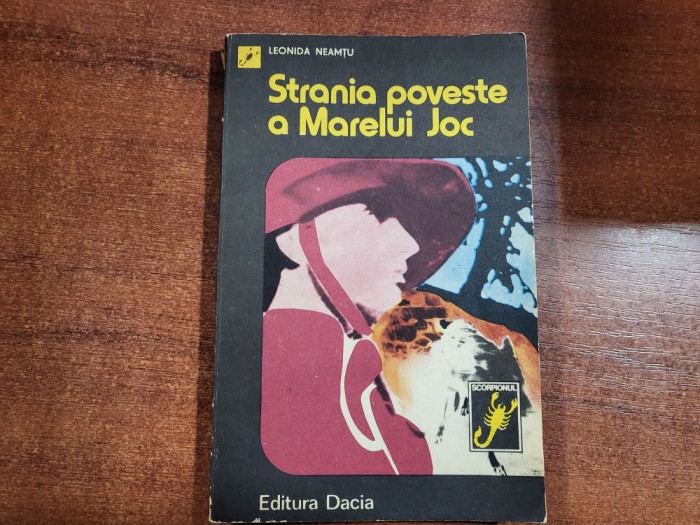 LEONIDA NEAMȚU
Strania poveste
a Marelui Joc
SCORPIONUL
Editura Dacia